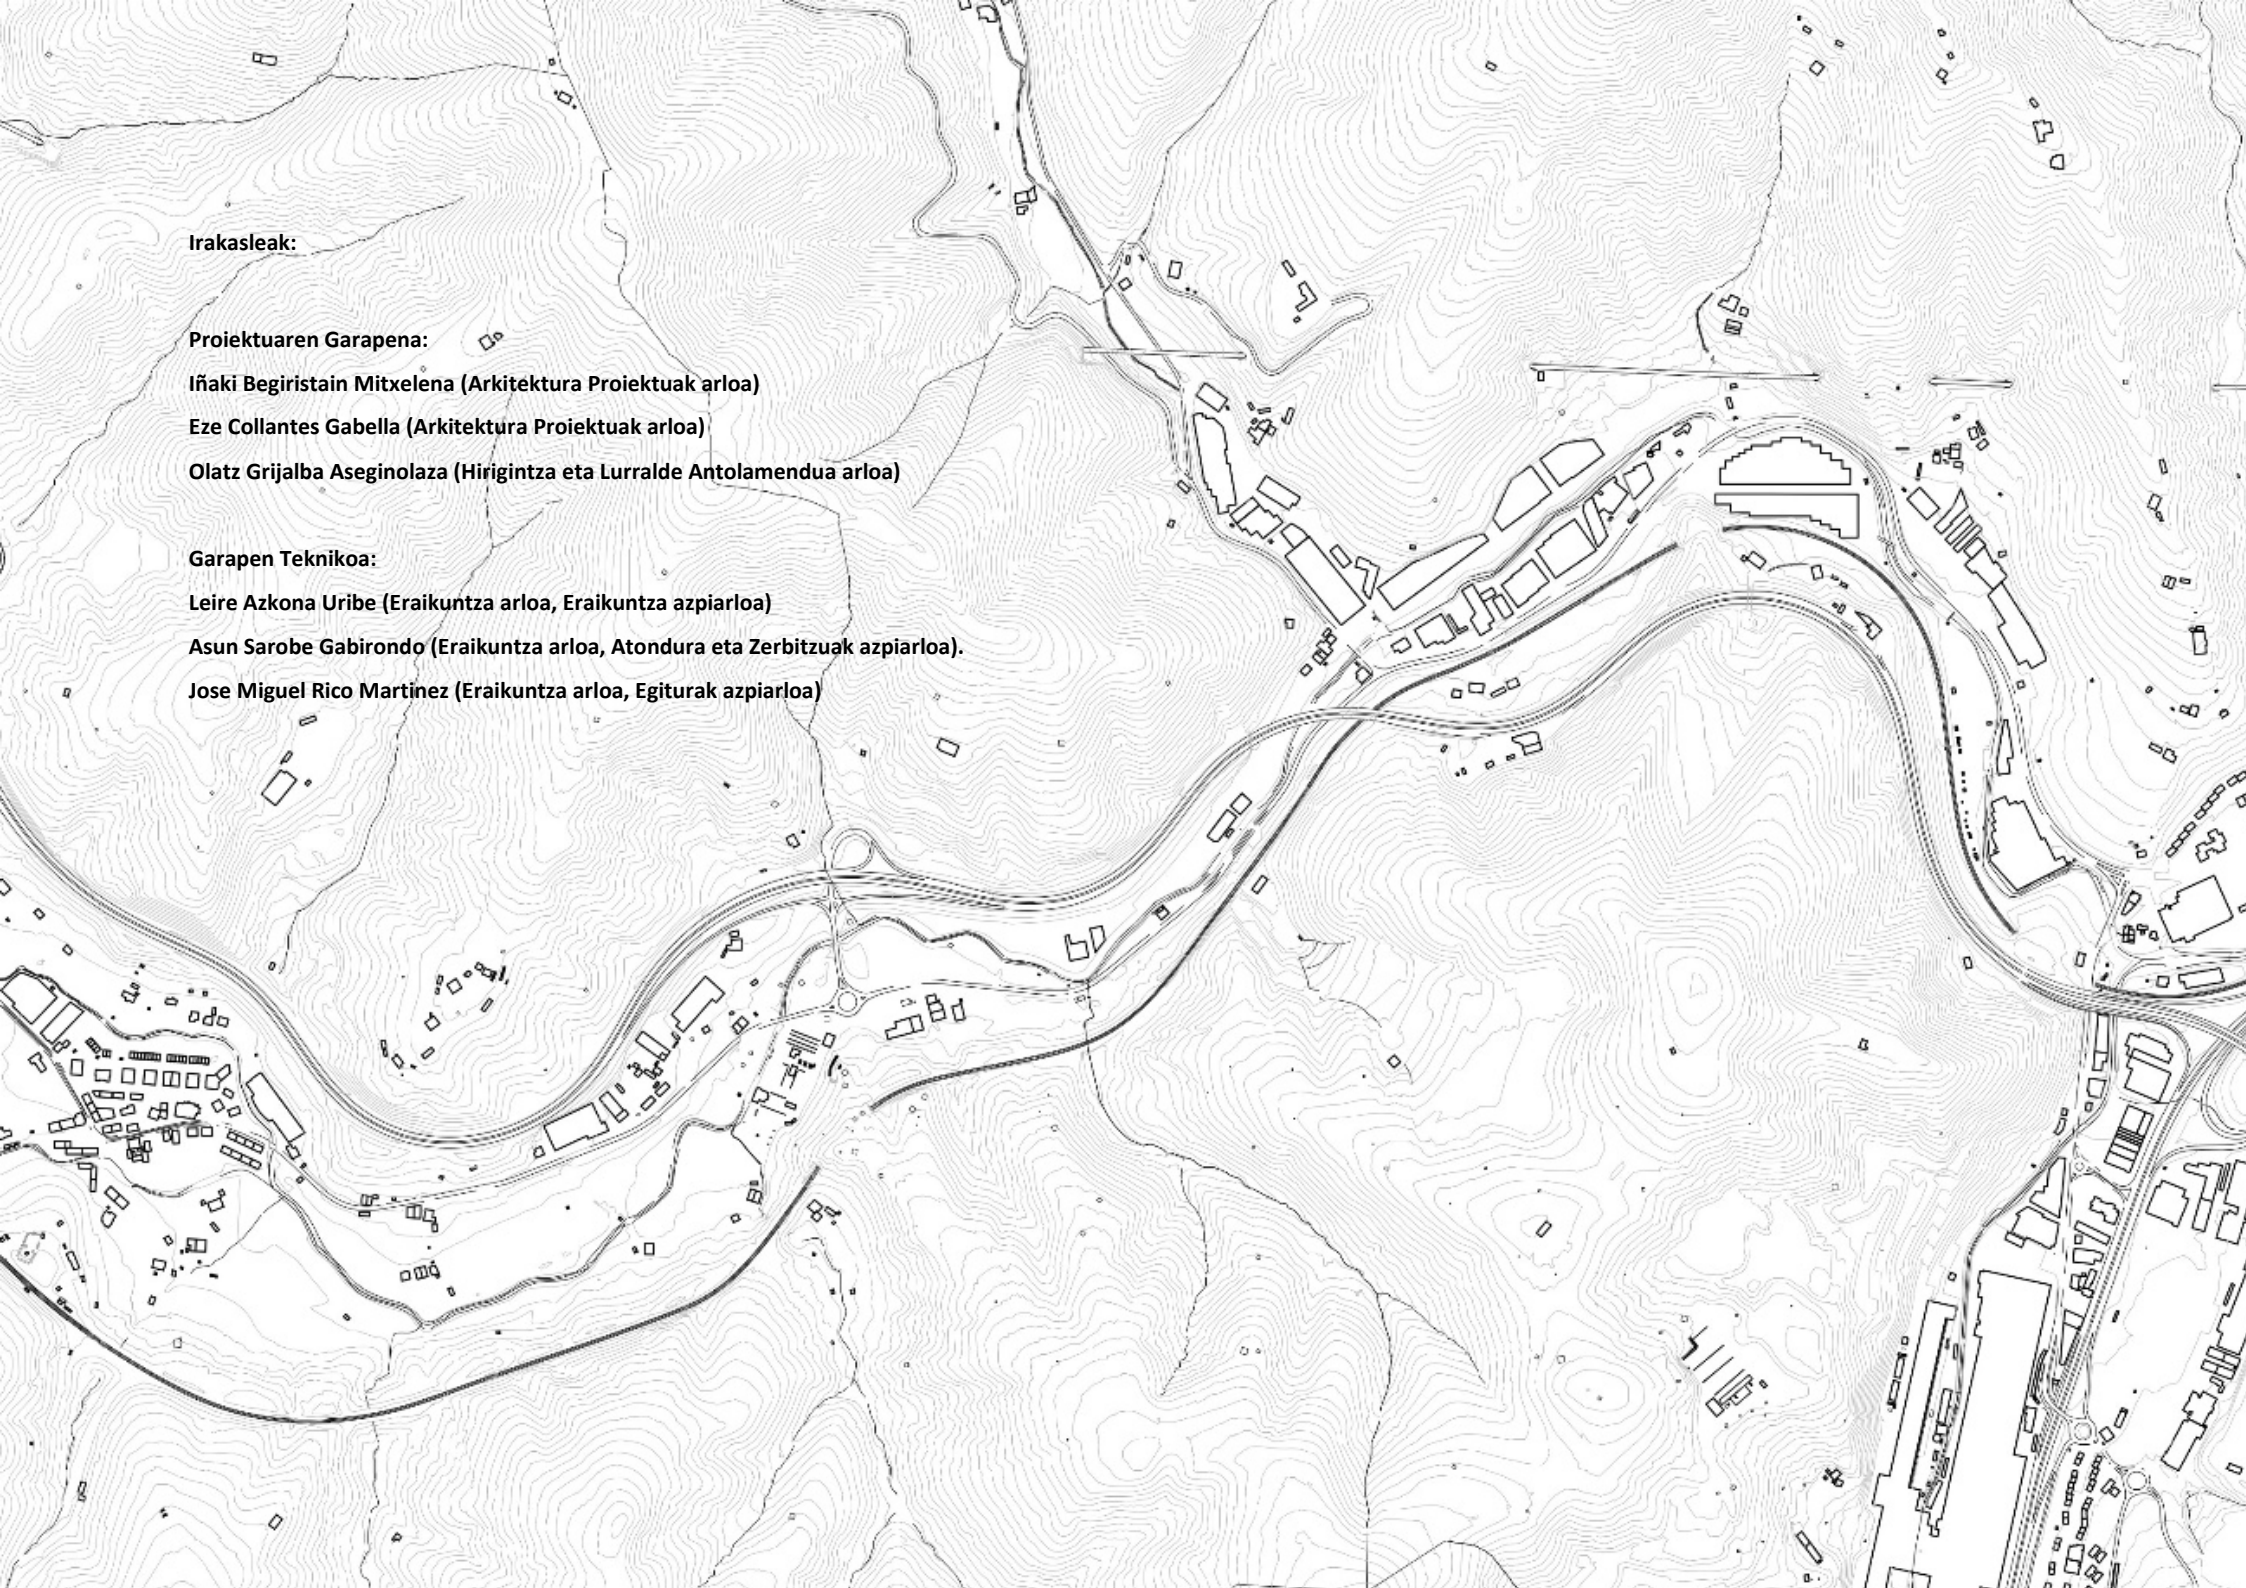 Irakasleak:
Proiektuaren Garapena:
Iñaki Begiristain Mitxelena (Arkitektura Proiektuak arloa)
Eze Collantes Gabella (Arkitektura Proiektuak arloa)
Olatz Grijalba Aseginolaza (Hirigintza eta Lurralde Antolamendua arloa)
Garapen Teknikoa:
Leire Azkona Uribe (Eraikuntza arloa, Eraikuntza azpiarloa)
Asun Sarobe Gabirondo (Eraikuntza arloa, Atondura eta Zerbitzuak azpiarloa).
Jose Miguel Rico Martinez (Eraikuntza arloa, Egiturak azpiarloa)